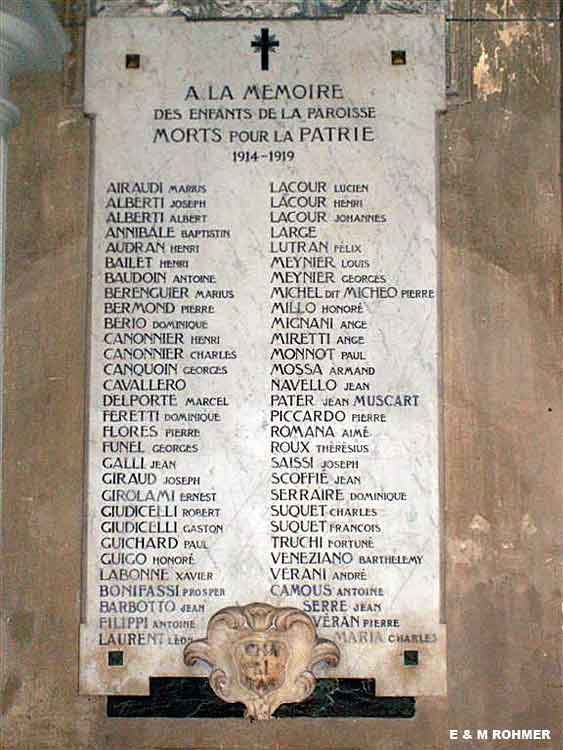 A LA MEMOIRE
DES ENFANTS DE LA PAROISSE
MORTS POUR LA PATRIE
1914-1919
AIRAUDI MARIUS
ALBERTI JOSEPH
ALBERTI ALBERT
ANNIBALE BAPTISTIN
AUDRAN HENRI
BAILET HENRI
BAUDOIN ANTOINE
BERENGUIER MARIUS
BERMOND PIERRE
BERIO DOMINIQUE
CANONNIER HENRI
CANONNIER CHARLES
CANQUOIN GEORGES
CAVALLERO
DELPORTE MARCEL
FERETTI DOMINIQUE
FLORES PIERRE
FUNEL GEORGES
GALLI JEAN
GIRAUD JOSEPH
GIROLAMI ERNEST
GIUDICELLI ROBERT
GIUDICELLI GASTON
GUICHARD PAUL
GUIGO HONORÉ
LABONNE XAVIER
BONIFASSI PROSPER
BARBOTTO JEAN
FILIPPI ANTOINE
LAURENT LÉON
LACOUR LUCIEN
LACOUR HENRI
LACOUR JOHANNES
LARGE
LUTRAN FÉLIX
MEYNIER LOUIS
MEYNIER GEORGES
MICHEL DIT MICHEO PIERRE
MILLO HONORÉ
MIGNANI ANGE
MIRETTI ANGE
MONNOT PAUL
MOSSA ARMAND
NAVELLO JEAN
PATER JEAN MUSCART
PICCARDO PIERRE
ROMANA AIMÉ
ROUX THÉRÉSIUS
SAISSI JOSEPH
SCOFFIÉ JEAN
SERRAIRE DOMINIQUE
SUQUET CHARLES
SUQUET FRANCOIS
TRUCHI FORTUNÉ
VENEZIANO BARTHELEMY
VERANI ANDRÉ
CAMOUS ANTOINE
SERRE JEAN
VÉRAN PIERRE
MARIA CHARLES
E & M ROHMER